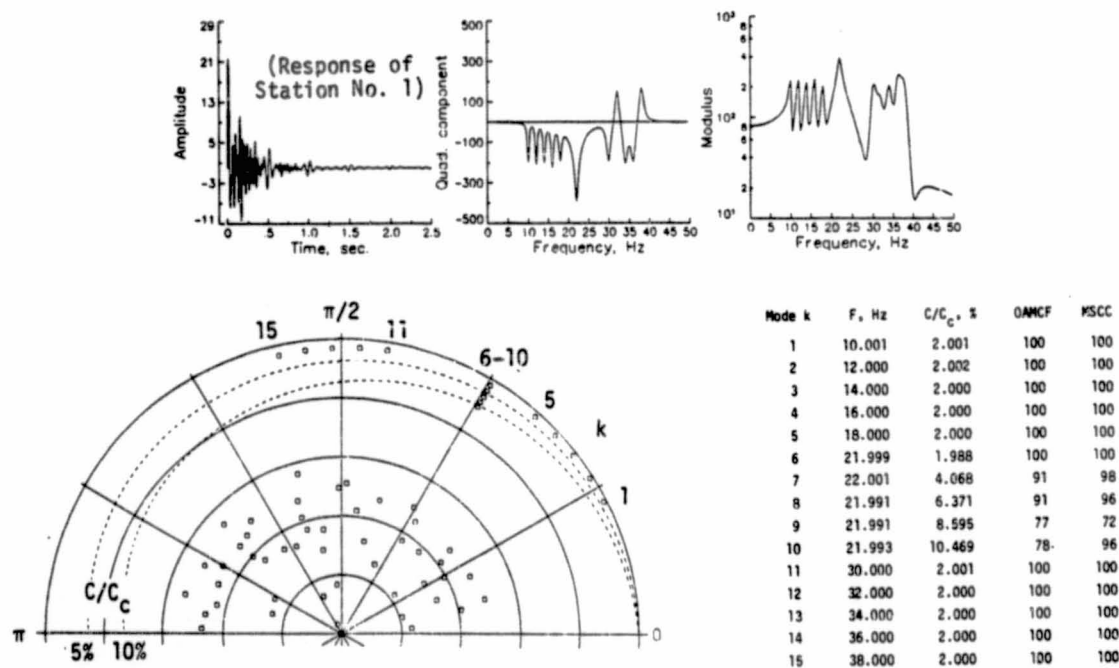 29
21
13
5
-3
-11
Amplitude
(Response of
Station No. 1)
0 .5 1.0 1.5 2.0 2.5
Time, sec.
500
300
100
-100
-300
-500
Quad. component
0 5 10 15 20 25 30 35 40 45 50
Frequency, Hz
10³
8
6
4
2
10²
8
6
4
2
10¹
Modulus
0 5 10 15 20 25 30 35 40 45 50
Frequency, Hz
π/2
15
11
6-10
5
k
1
C/Cc
π
5% 10%
0
Mode k F, Hz C/Cc, % OAMCF MSCC
1 10.001 2.001 100 100
2 12.000 2.002 100 100
3 14.000 2.000 100 100
4 16.000 2.000 100 100
5 18.000 2.000 100 100
6 21.999 1.988 100 100
7 22.001 4.068 91 98
8 21.991 6.371 91 96
9 21.991 8.595 77 72
10 21.993 10.469 78 96
11 30.000 2.001 100 100
12 32.000 2.000 100 100
13 34.000 2.000 100 100
14 36.000 2.000 100 100
15 38.000 2.000 100 100